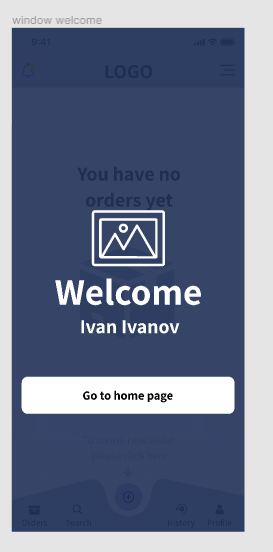 window welcome
9:41
LOGO
You have no
orders yet
Welcome
Ivan Ivanov
Go to home page
Orders
Search
History
Profile